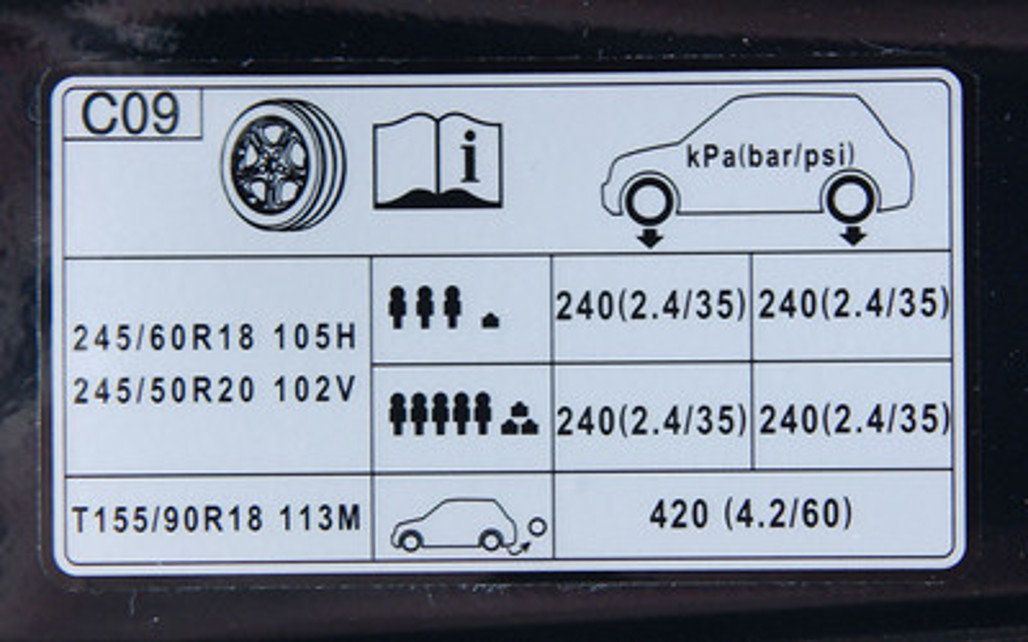 C09
i
kPa(bar/psi)
245/60R18 105H
245/50R20 102V
240(2.4/35) 240(2.4/35)
240(2.4/35) 240(2.4/35)
T155/90R18 113M
420 (4.2/60)